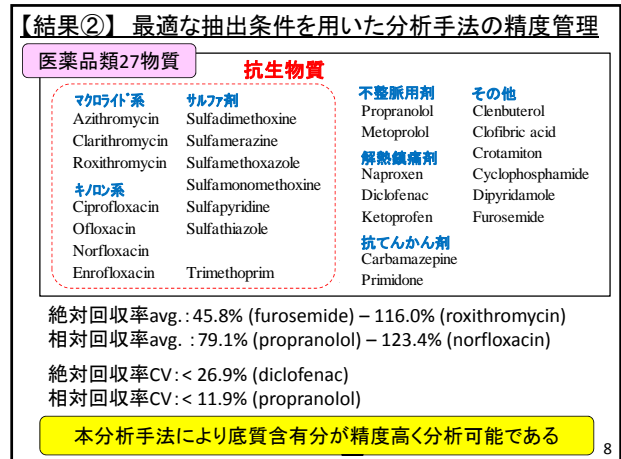 【結果②】 最適な抽出条件を用いた分析手法の精度管理
医薬品類27物質
抗生物質
マクロライド系
Azithromycin
Clarithromycin
Roxithromycin
キノロン系
Ciprofloxacin
Ofloxacin
Norfloxacin
Enrofloxacin
サルファ剤
Sulfadimethoxine
Sulfamerazine
Sulfamethoxazole
Sulfamonomethoxine
Sulfapyridine
Sulfathiazole
Trimethoprim
不整脈用剤
Propranolol
Metoprolol
解熱鎮痛剤
Naproxen
Diclofenac
Ketoprofen
抗てんかん剤
Carbamazepine
Primidone
その他
Clenbuterol
Clofibric acid
Crotamiton
Cyclophosphamide
Dipyridamole
Furosemide
絶対回収率avg.：45.8% (furosemide) – 116.0% (roxithromycin)
相対回収率avg. ：79.1% (propranolol) – 123.4% (norfloxacin)
絶対回収率CV：< 26.9% (diclofenac)
相対回収率CV：< 11.9% (propranolol)
本分析手法により底質含有分が精度高く分析可能である
8